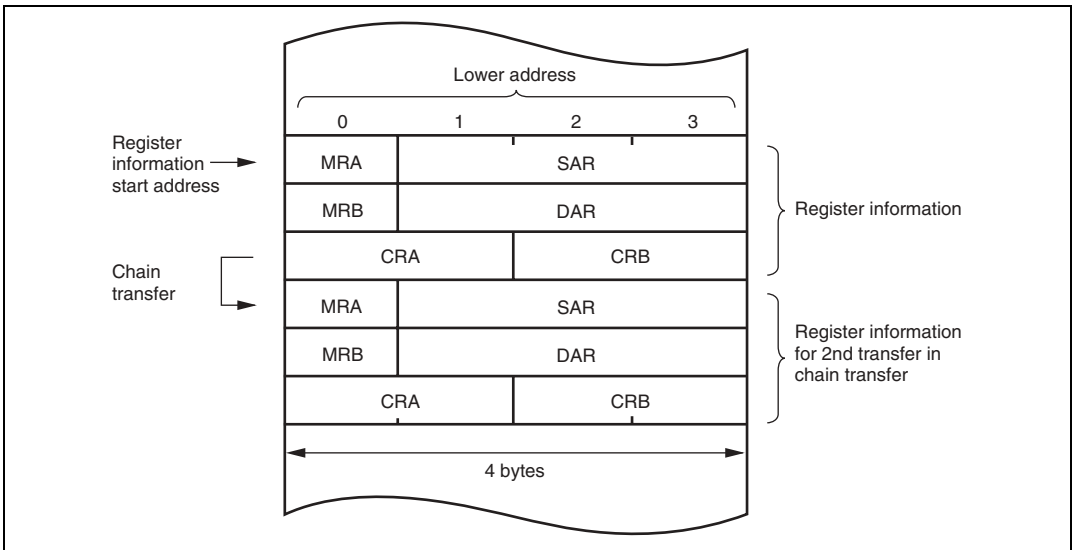 Lower address
0 1 2 3
Register
information
start address
MRA SAR
MRB DAR
Register information
CRA CRB
Chain
transfer
MRA SAR
MRB DAR
Register information
for 2nd transfer in
chain transfer
CRA CRB
4 bytes